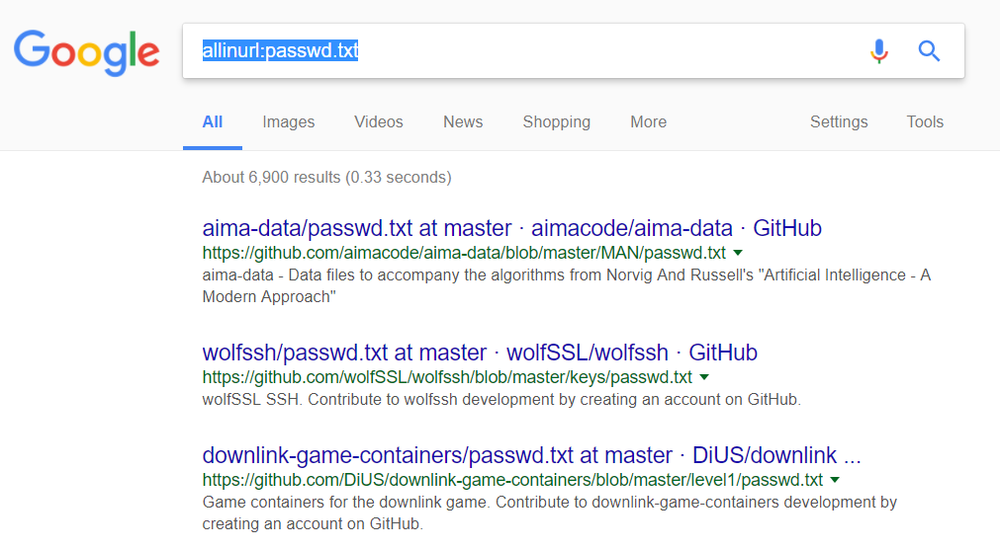 Google
allinurl:passwd.txt
All Images Videos News Shopping More Settings Tools
About 6,900 results (0.33 seconds)
aima-data/passwd.txt at master · aimacode/aima-data · GitHub
https://github.com/aimacode/aima-data/blob/master/MAN/passwd.txt
aima-data - Data files to accompany the algorithms from Norvig And Russell's "Artificial Intelligence - A
Modern Approach"
wolfssh/passwd.txt at master · wolfSSL/wolfssh · GitHub
https://github.com/wolfSSL/wolfssh/blob/master/keys/passwd.txt
wolfSSL SSH. Contribute to wolfssh development by creating an account on GitHub.
downlink-game-containers/passwd.txt at master · DiUS/downlink ...
https://github.com/DiUS/downlink-game-containers/blob/master/level1/passwd.txt
Game containers for the downlink game. Contribute to downlink-game-containers development by
creating an account on GitHub.